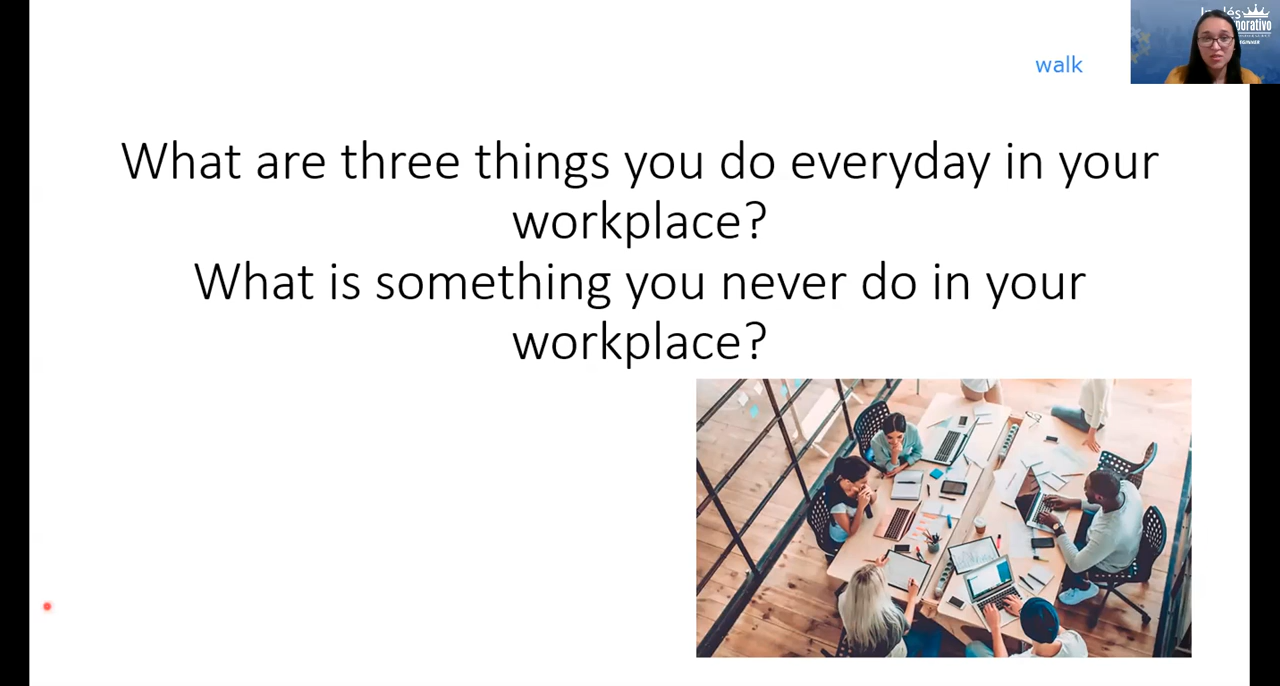 walk
What are three things you do everyday in your
workplace?
What is something you never do in your
workplace?